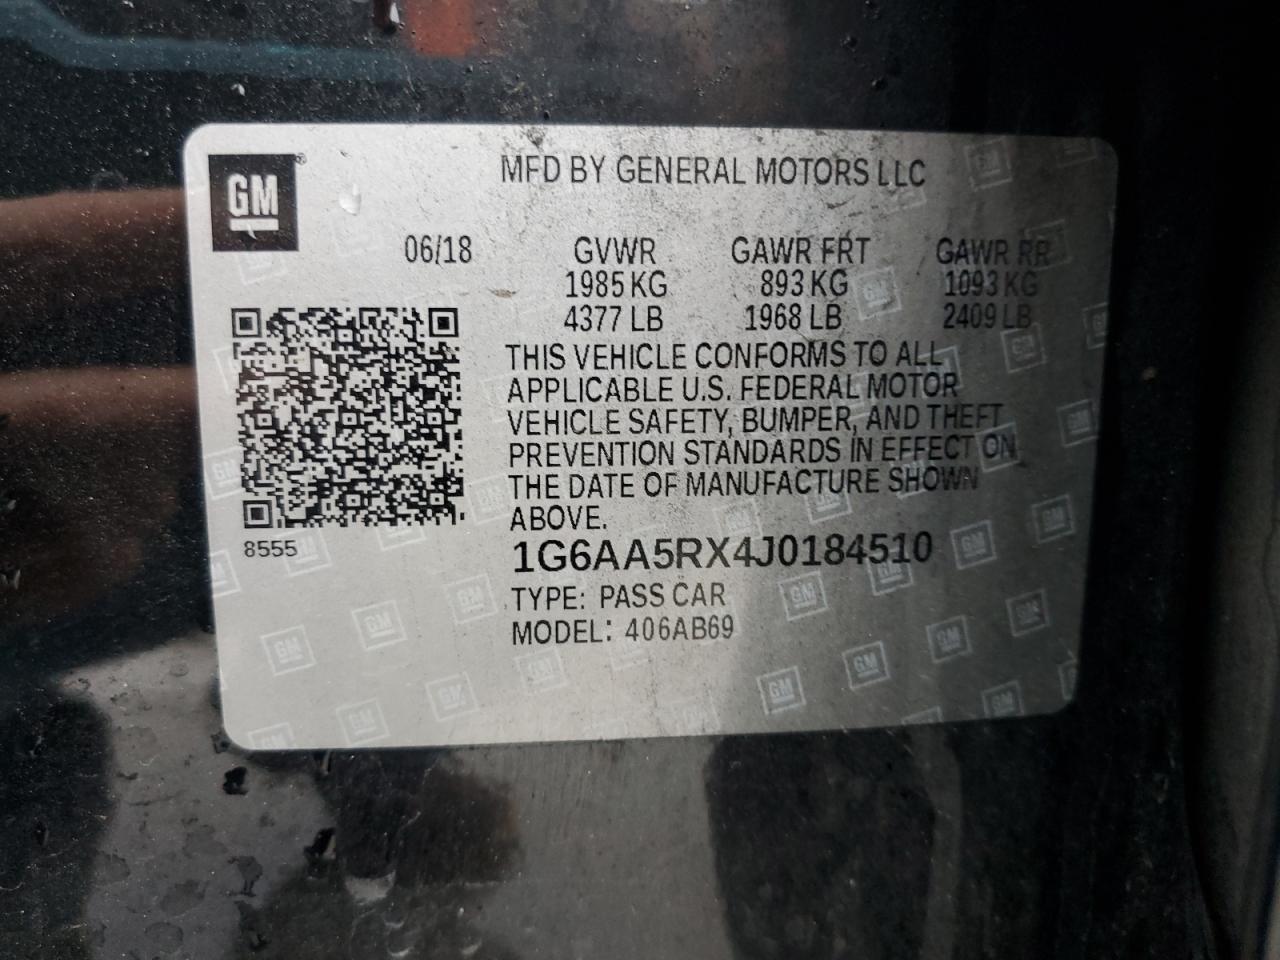 GM
MFD BY GENERAL MOTORS LLC
06/18 GVWR GAWR FRT GAWR RR
1985 KG 893 KG 1093 KG
4377 LB 1968 LB 2409 LB
THIS VEHICLE CONFORMS TO ALL
APPLICABLE U.S. FEDERAL MOTOR
VEHICLE SAFETY, BUMPER, AND THEFT
PREVENTION STANDARDS IN EFFECT ON
THE DATE OF MANUFACTURE SHOWN
ABOVE.
8555
1G6AA5RX4J0184510
TYPE: PASS CAR
MODEL: 406AB69